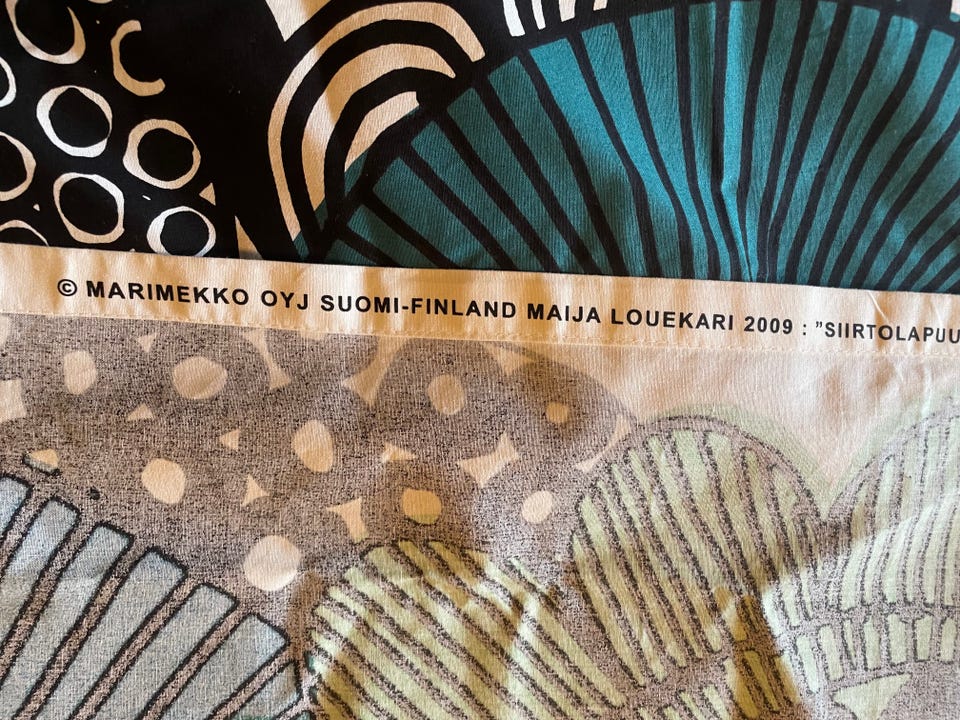 © MARIMEKKO OYJ SUOMI-FINLAND MAIJA LOUEKARI 2009 : ”SIIRTOLAPUU